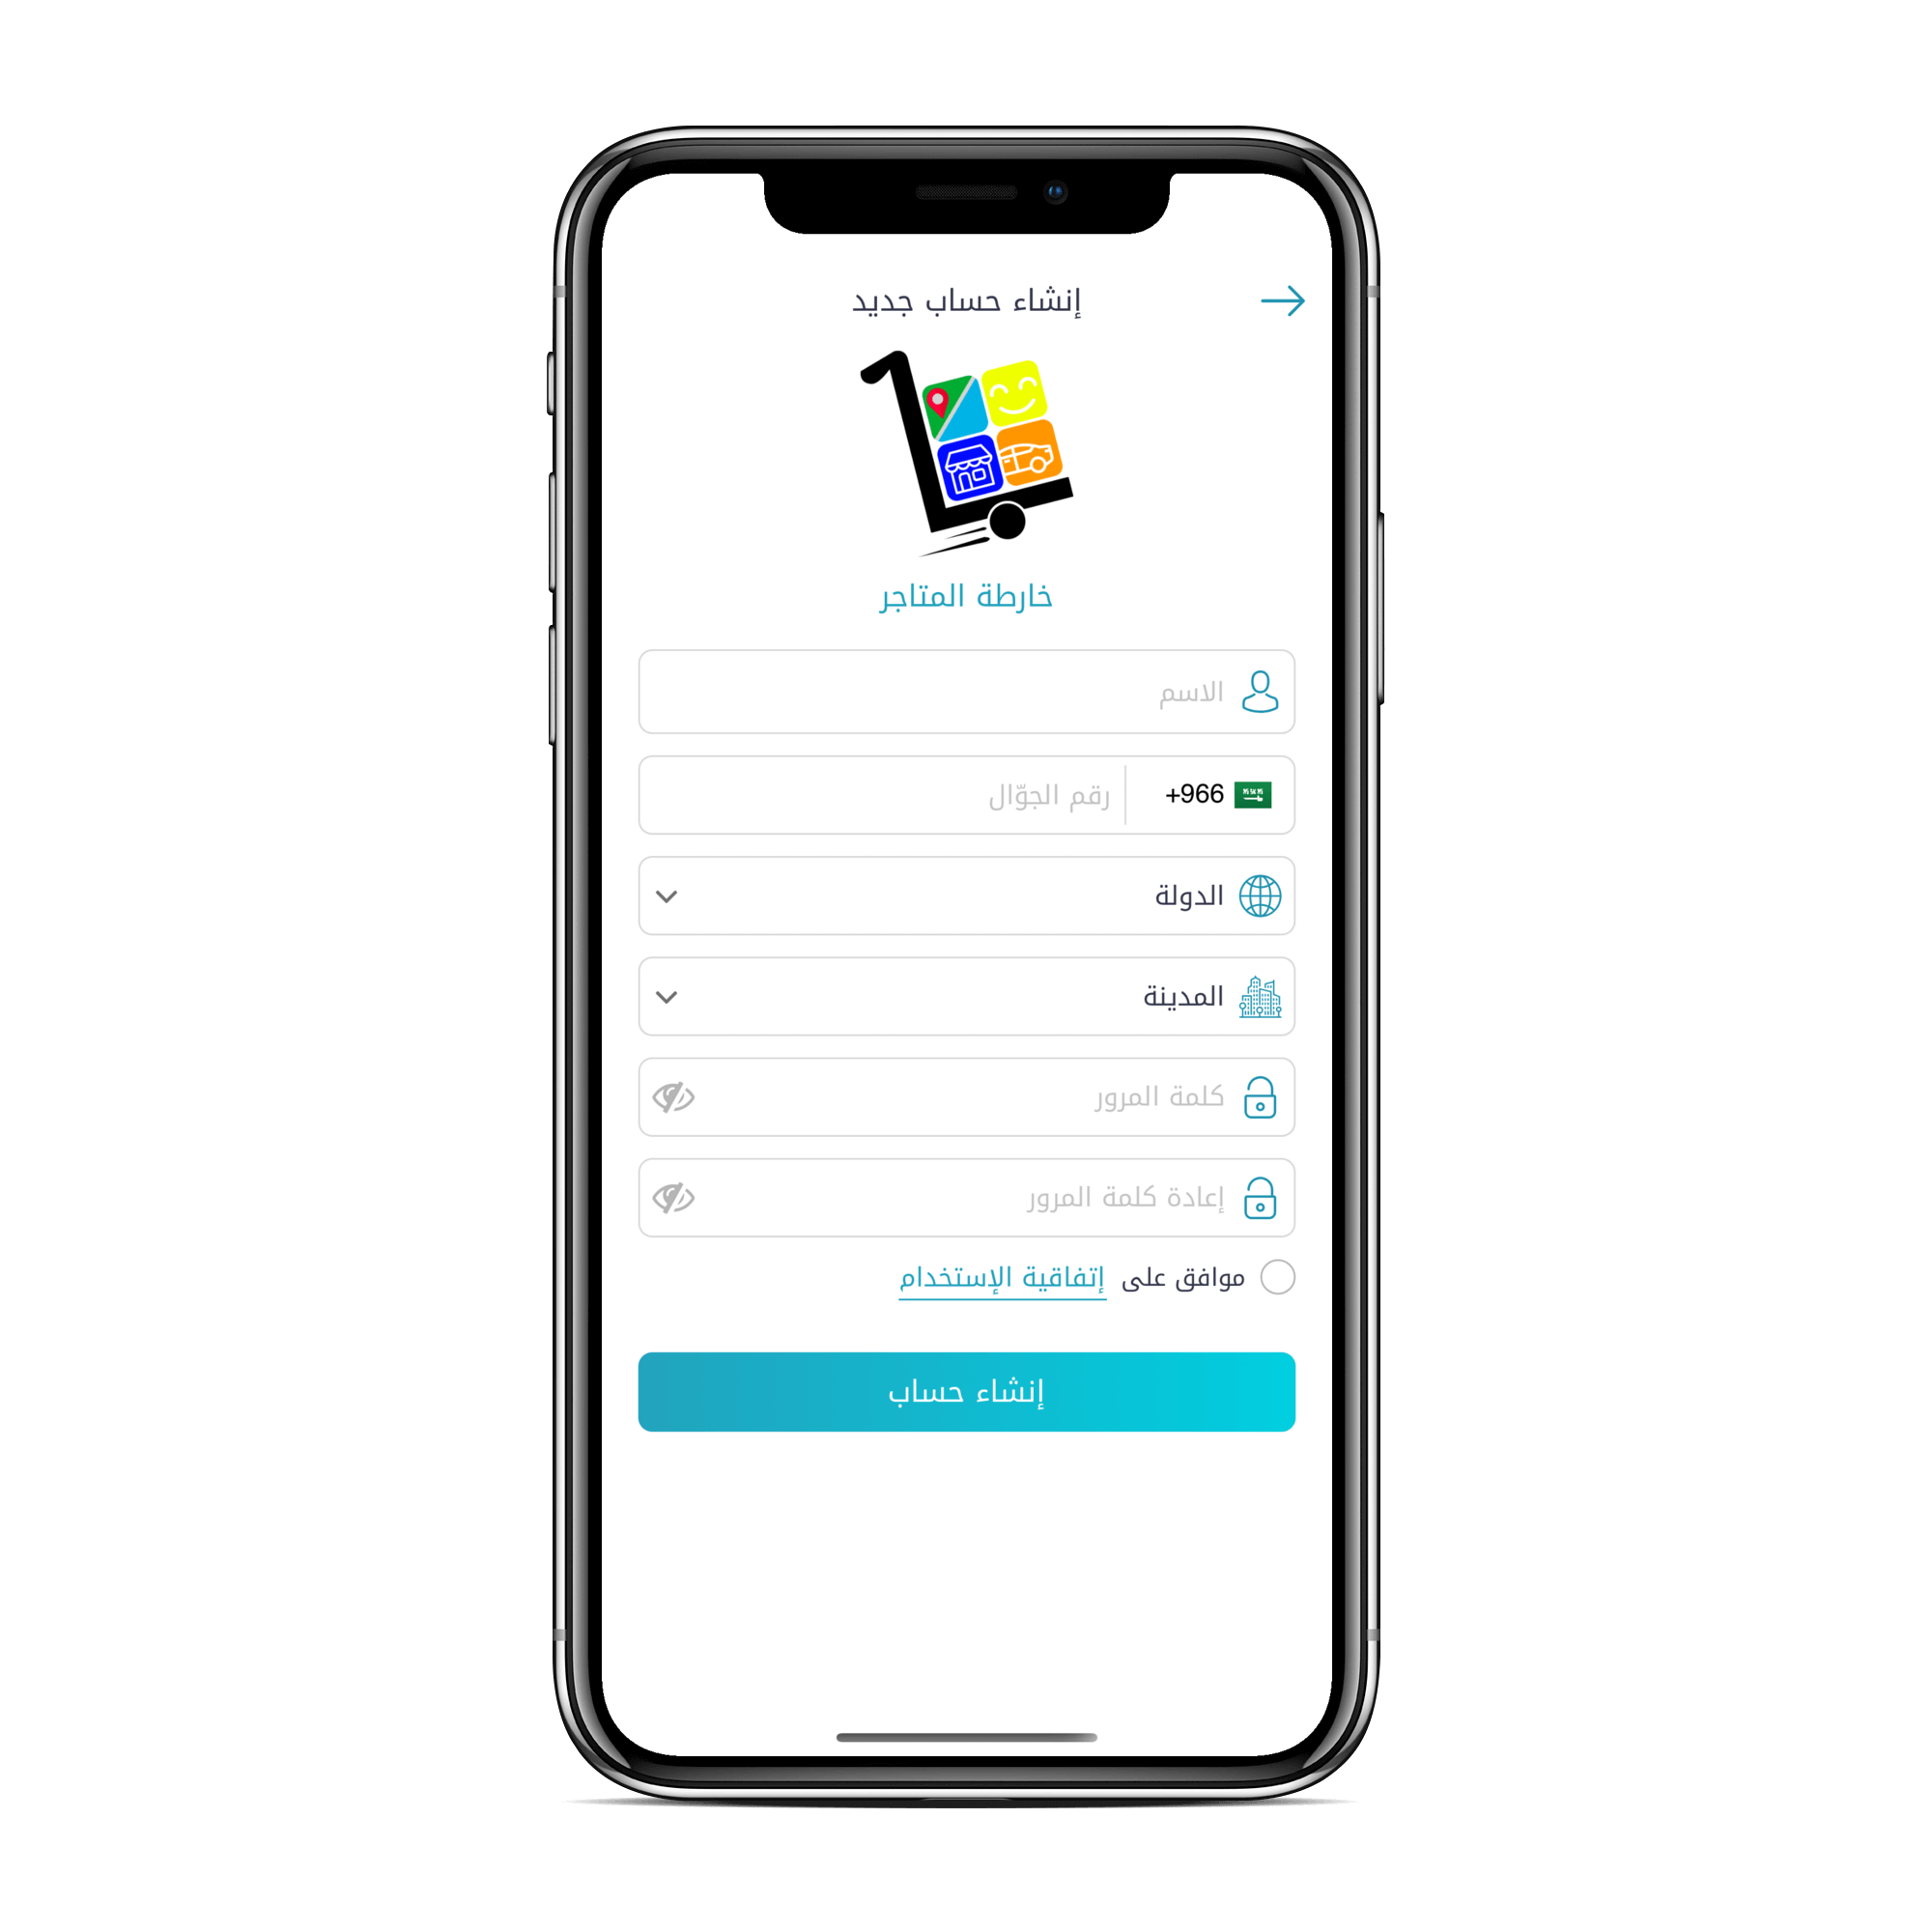 إنشاء حساب جديد
خارطة المتاجر
الاسم
+966 رقم الجوّال
الدولة
المدينة
كلمة المرور
إعادة كلمة المرور
موافق على إتفاقية الإستخدام
إنشاء حساب